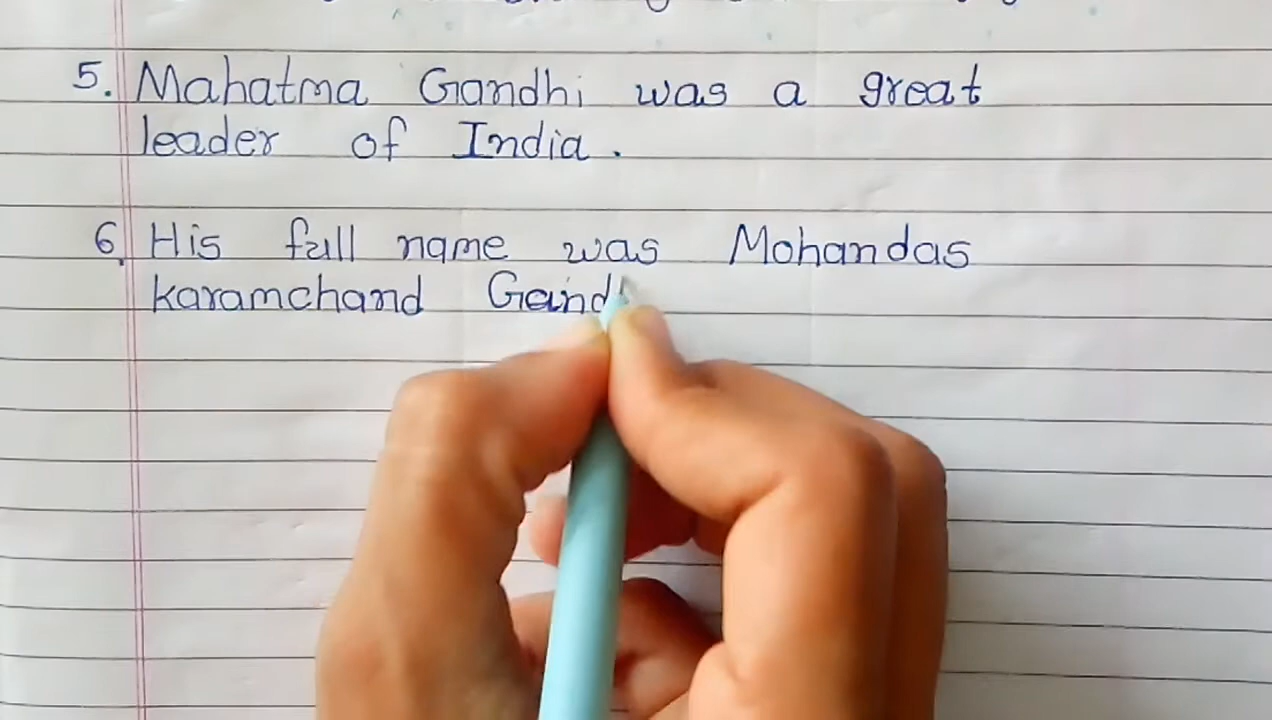 5. Mahatma Gandhi was a great
leader of India.
6. His full name was Mohandas
karamchand Gand